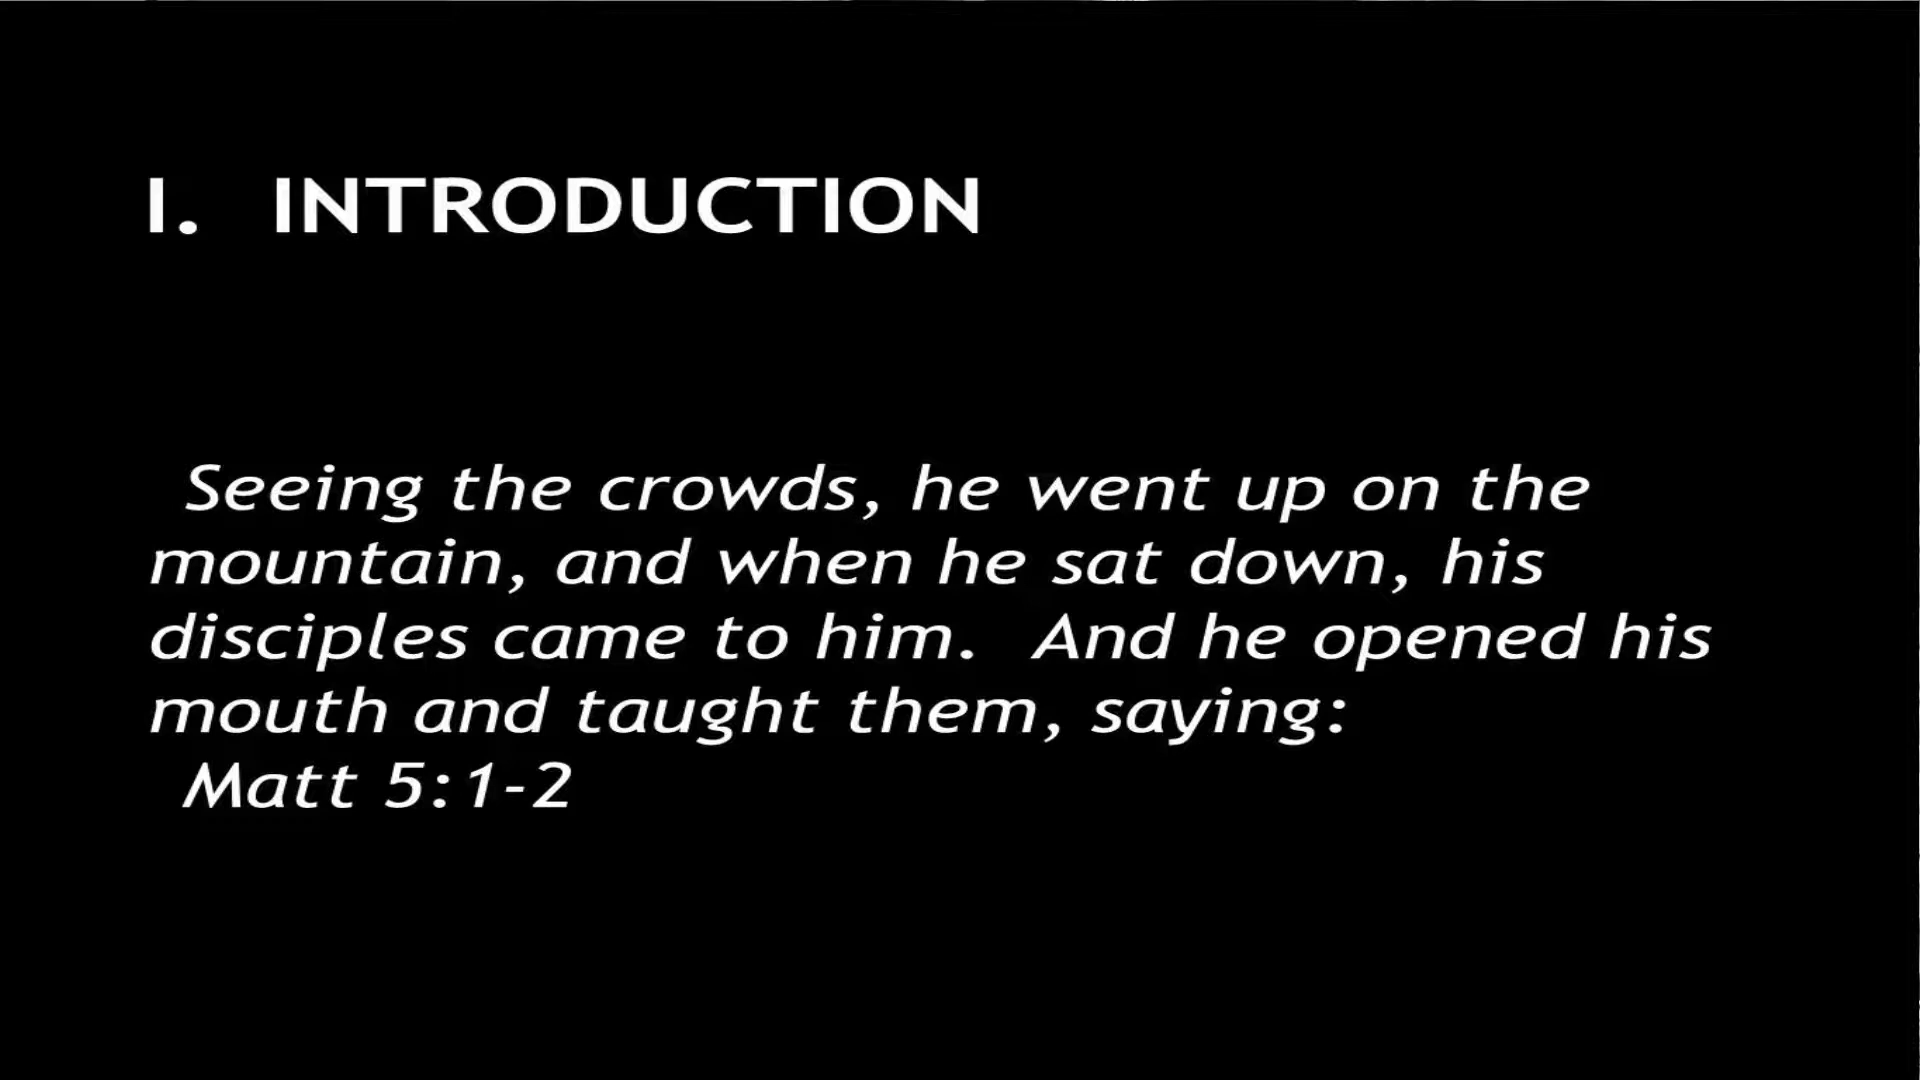 I. INTRODUCTION
Seeing the crowds, he went up on the
mountain, and when he sat down, his
disciples came to him. And he opened his
mouth and taught them, saying:
Matt 5:1-2